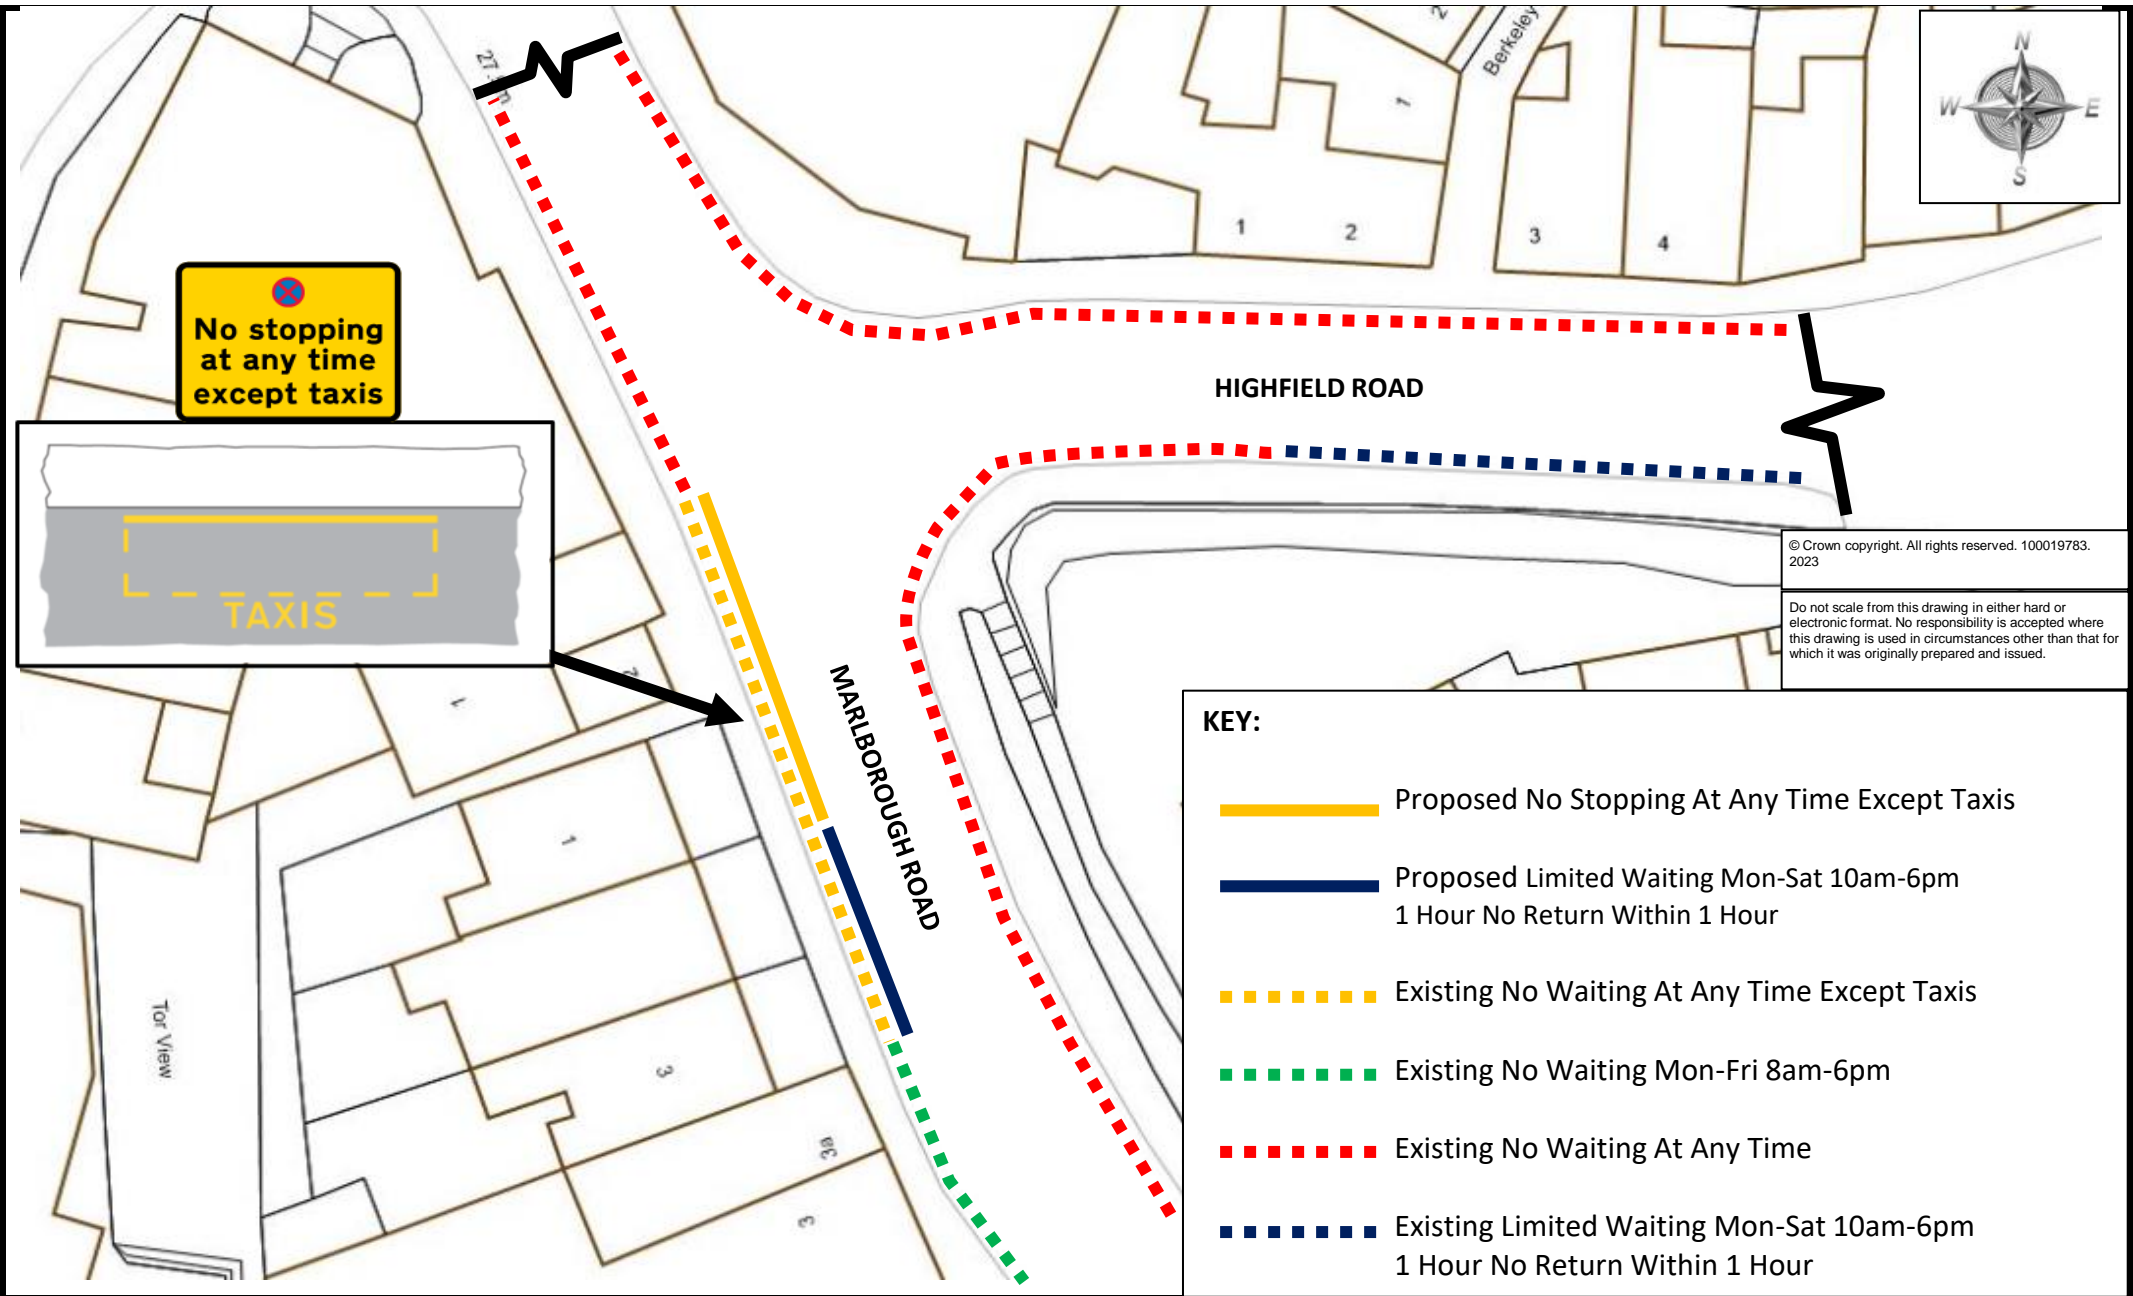 27.
m
2
Berkeley
1
N
W
E
S
1
2
3
4
No stopping
at any time
except taxis
HIGHFIELD ROAD
TAXIS
© Crown copyright. All rights reserved. 100019783.
2023
Do not scale from this drawing in either hard or
electronic format. No responsibility is accepted where
this drawing is used in circumstances other than that for
which it was originally prepared and issued.
2
1
MARLBOROUGH ROAD
1
Tor View
3
3a
3
KEY:
Proposed No Stopping At Any Time Except Taxis
Proposed Limited Waiting Mon-Sat 10am-6pm
1 Hour No Return Within 1 Hour
Existing No Waiting At Any Time Except Taxis
Existing No Waiting Mon-Fri 8am-6pm
Existing No Waiting At Any Time
Existing Limited Waiting Mon-Sat 10am-6pm
1 Hour No Return Within 1 Hour